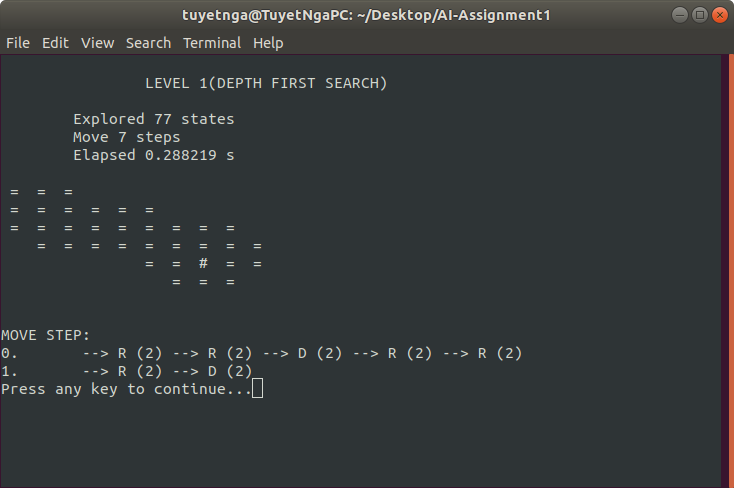 tuyetnga@TuyetNgaPC: ~/Desktop/AI-Assignment1
File Edit View Search Terminal Help
LEVEL 1(DEPTH FIRST SEARCH)
Explored 77 states
Move 7 steps
Elapsed 0.288219 s
= = =
= = = = = =
= = = = = = = = =
= = = = = = = = =
= = # = =
= = =
MOVE STEP:
0. --> R (2) --> R (2) --> D (2) --> R (2) --> R (2)
1. --> R (2) --> D (2)
Press any key to continue...